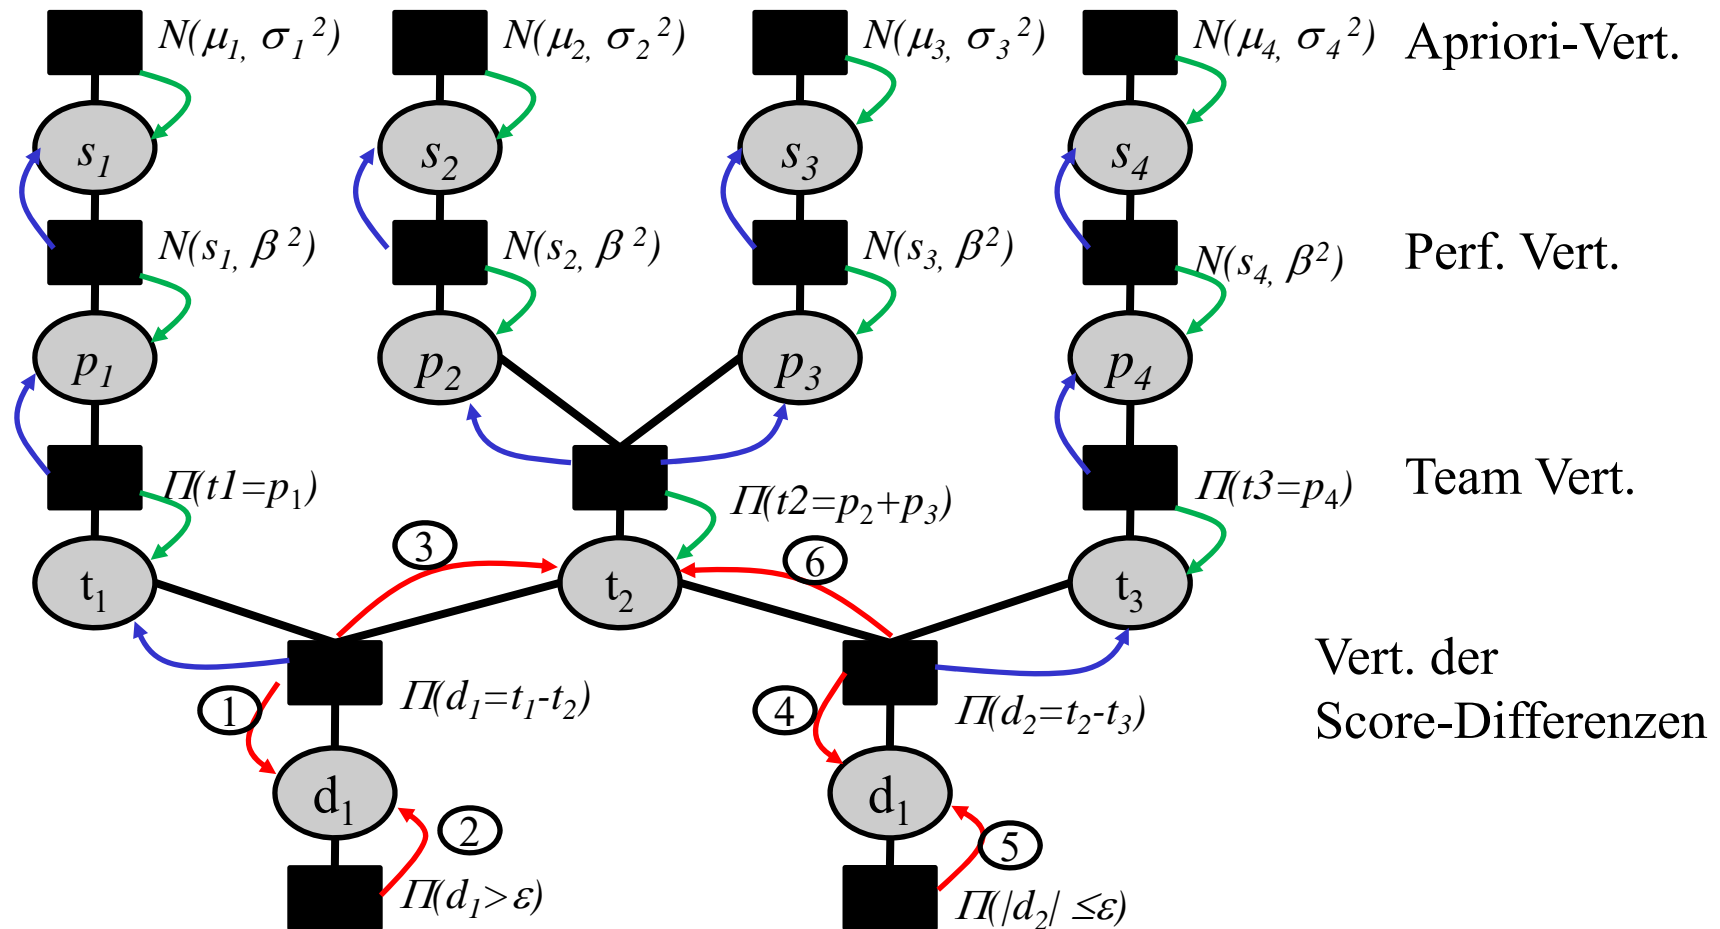 N(μ₁, σ₁²) N(μ₂, σ₂²) N(μ₃, σ₃²) N(μ₄, σ₄²) Apriori-Vert.
s₁ s₂ s₃ s₄
N(s₁, β²) N(s₂, β²) N(s₃, β²) N(s₄, β²) Perf. Vert.
p₁ p₂ p₃ p₄
Π(t1=p₁) Π(t2=p₂+p₃) Π(t3=p₄) Team Vert.
3 6
t₁ t₂ t₃
Vert. der
Score-Differenzen
1 Π(d₁=t₁-t₂) 4 Π(d₂=t₂-t₃)
d₁ d₁
2 5
Π(d₁>ε) Π(|d₂| ≤ε)